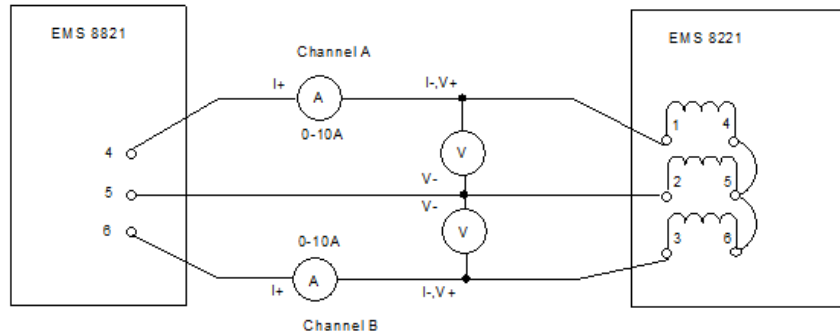 EMS 8821
EMS 8221
Channel A
I+
A
I-,V+
0-10A
1
4
4
V
V-
2
5
5
V-
6
V
3
6
0-10A
I+
A
I-,V+
Channel B